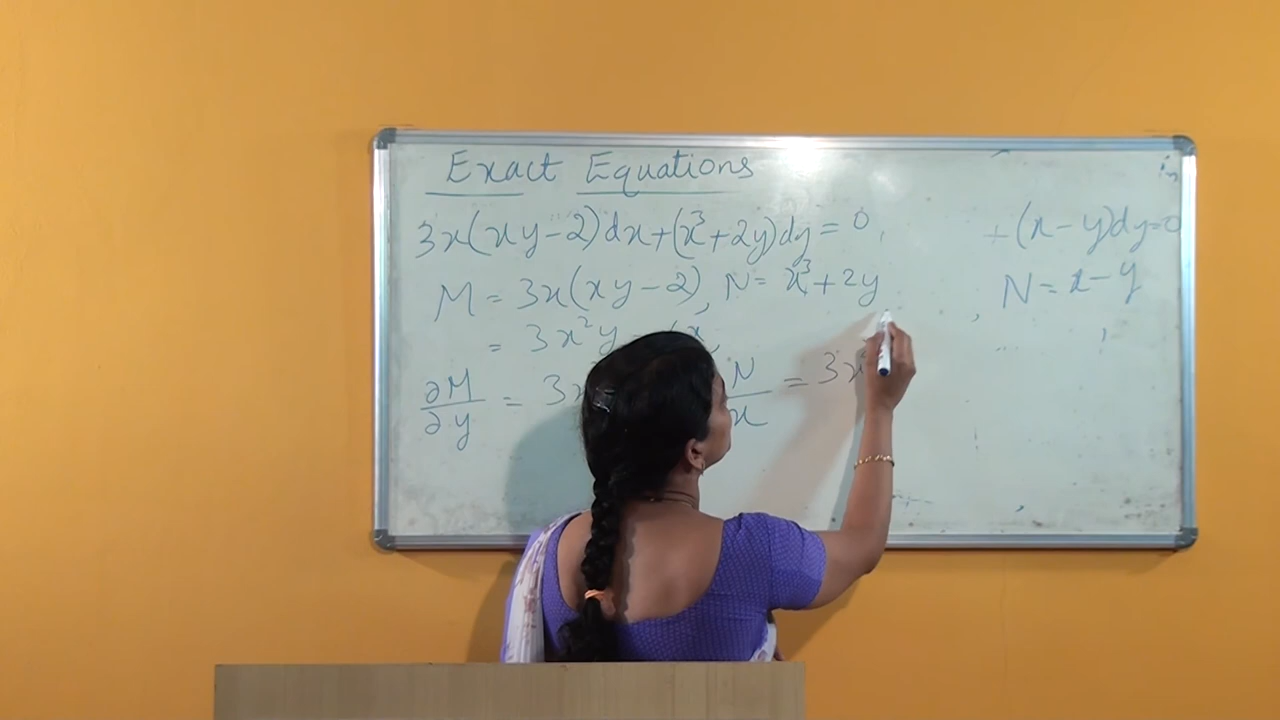 Exact Equations
3x(xy-2)dx+(x³+2y)dy=0, +(x-y)dy=0
M = 3x(xy-2), N = x³+2y N = x-y
= 3x²y
∂M/∂y = 3x N/x = 3x²